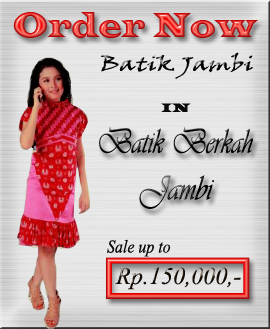 Order Now
Batik Jambi
IN
Batik Berkah
Jambi
Sale up to
Rp.150,000,-